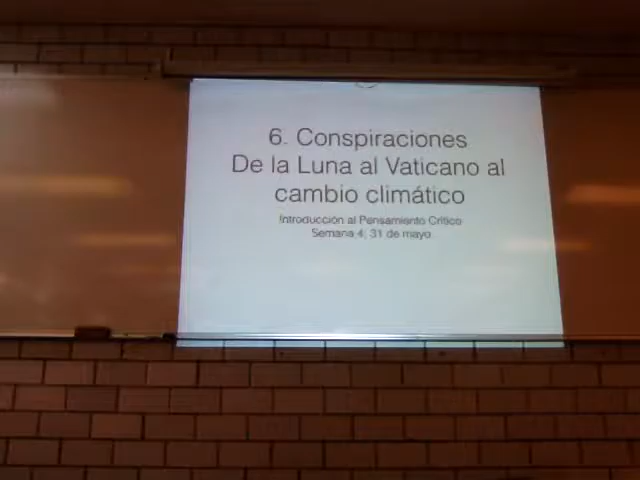 6. Conspiraciones
De la Luna al Vaticano al
cambio climático
Introducción al Pensamiento Crítico
Semana 4, 31 de mayo